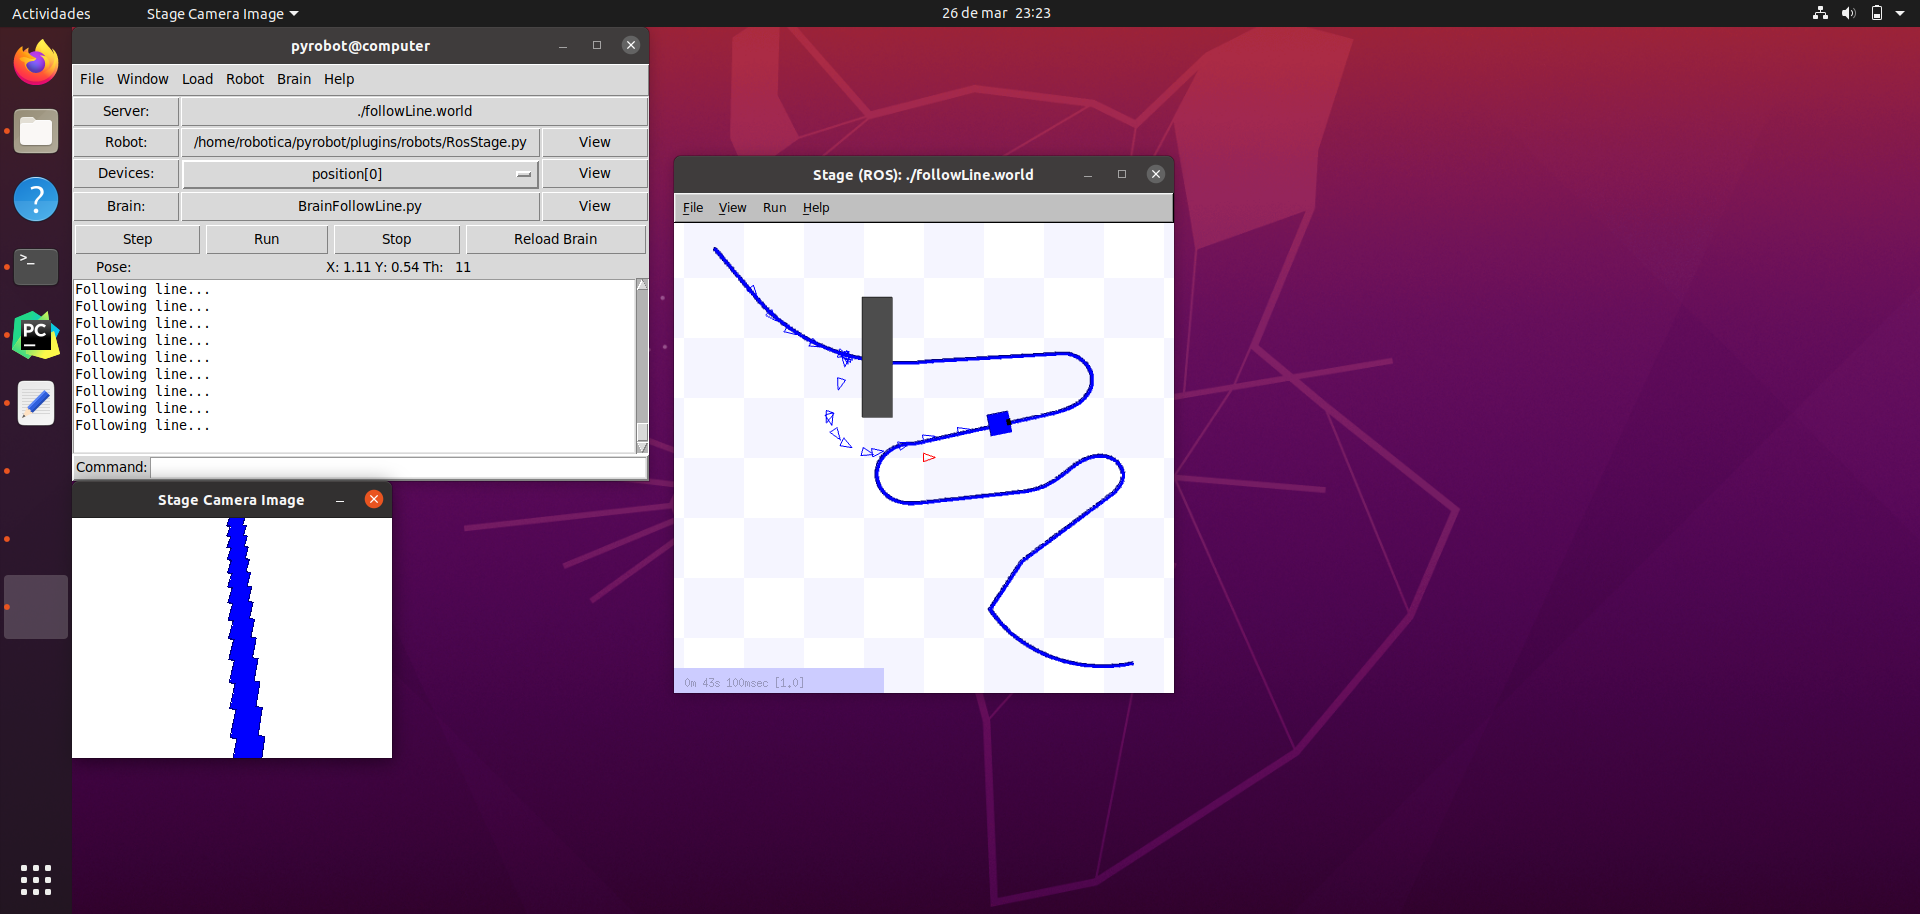 Actividades Stage Camera Image 26 de mar 23:23
pyrobot@computer
File Window Load Robot Brain Help
Server: ./followLine.world
Robot: /home/robotica/pyrobot/plugins/robots/RosStage.py View
Devices: position[0] View
Brain: BrainFollowLine.py View
Step Run Stop Reload Brain
Pose: X: 1.11 Y: 0.54 Th: 11
Following line...
Following line...
Following line...
Following line...
Following line...
Following line...
Following line...
Following line...
Following line...
Command:
Stage Camera Image
Stage (ROS): ./followLine.world
File View Run Help
0m 43s 100msec [1.0]
>_
?
PC